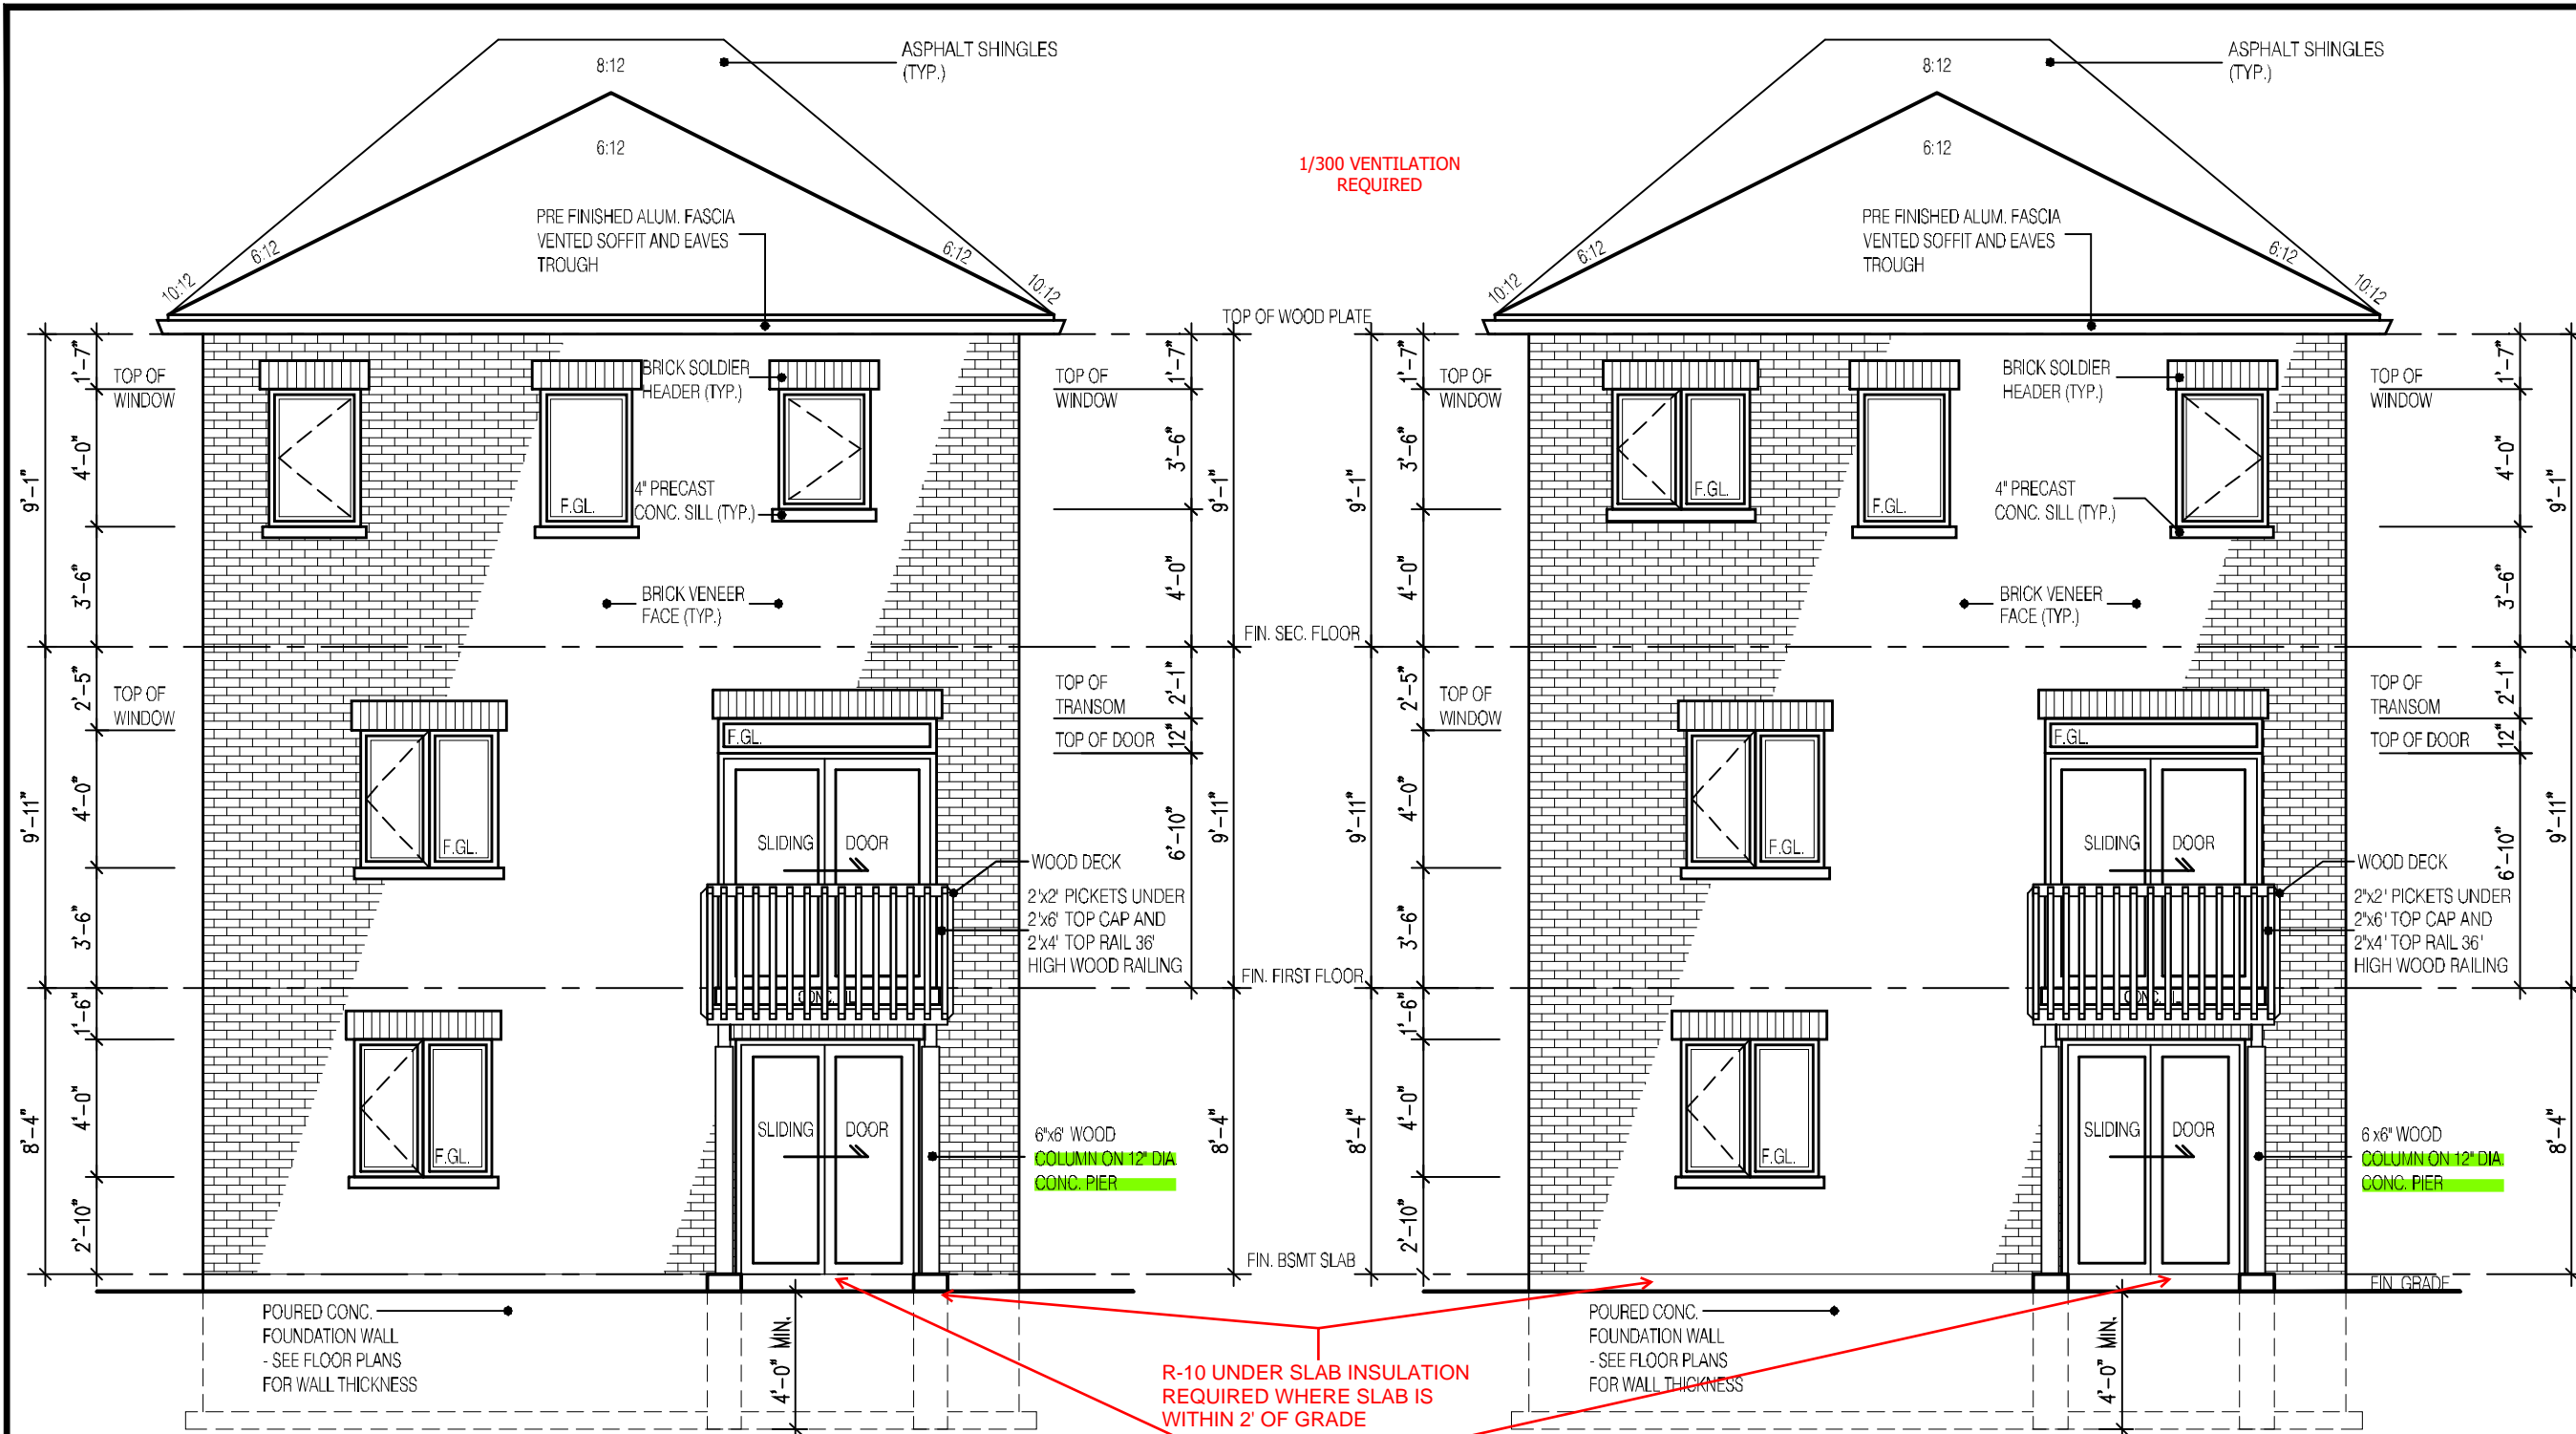 ASPHALT SHINGLES
(TYP.)
8:12
6:12
PRE FINISHED ALUM. FASCIA
VENTED SOFFIT AND EAVES
TROUGH
6:12
6:12
10:12
10:12
1/300 VENTILATION
REQUIRED
ASPHALT SHINGLES
(TYP.)
8:12
6:12
PRE FINISHED ALUM. FASCIA
VENTED SOFFIT AND EAVES
TROUGH
6:12
6:12
10:12
10:12
TOP OF WOOD PLATE
9'-1"
9'-11"
8'-4"
1'-7"
4'-0"
3'-6"
2'-5"
4'-0"
3'-6"
1'-6"
4'-0"
2'-10"
TOP OF
WINDOW
TOP OF
WINDOW
BRICK SOLDIER
HEADER (TYP.)
F.GL.
4" PRECAST
CONC. SILL (TYP.)
BRICK VENEER
FACE (TYP.)
F.GL.
F.GL.
SLIDING DOOR
F.GL.
F.GL.
SLIDING DOOR
TOP OF
WINDOW
TOP OF
TRANSOM
TOP OF DOOR
1'-7"
3'-6"
4'-0"
2'-1"
12"
6'-10"
9'-1"
9'-11"
8'-4"
WOOD DECK
2'x2' PICKETS UNDER
2'x6' TOP CAP AND
2'x4' TOP RAIL 36'
HIGH WOOD RAILING
6"x6' WOOD
COLUMN ON 12" DIA.
CONC. PIER
FIN. SEC. FLOOR
FIN. FIRST FLOOR
FIN. BSMT SLAB
9'-1"
9'-11"
8'-4"
1'-7"
3'-6"
4'-0"
2'-5"
4'-0"
3'-6"
1'-6"
4'-0"
2'-10"
TOP OF
WINDOW
TOP OF
WINDOW
BRICK SOLDIER
HEADER (TYP.)
F.GL.
F.GL.
4" PRECAST
CONC. SILL (TYP.)
BRICK VENEER
FACE (TYP.)
F.GL.
F.GL.
SLIDING DOOR
F.GL.
SLIDING DOOR
TOP OF
WINDOW
TOP OF
TRANSOM
TOP OF DOOR
1'-7"
4'-0"
3'-6"
2'-1"
12"
6'-10"
9'-1"
9'-11"
8'-4"
WOOD DECK
2"x2' PICKETS UNDER
2"x6' TOP CAP AND
2"x4' TOP RAIL 36'
HIGH WOOD RAILING
6 x6" WOOD
COLUMN ON 12" DIA.
CONC. PIER
FIN. GRADE
POURED CONC.
FOUNDATION WALL
- SEE FLOOR PLANS
FOR WALL THICKNESS
4'-0" MIN.
R-10 UNDER SLAB INSULATION
REQUIRED WHERE SLAB IS
WITHIN 2' OF GRADE
POURED CONC.
FOUNDATION WALL
- SEE FLOOR PLANS
FOR WALL THICKNESS
4'-0" MIN.